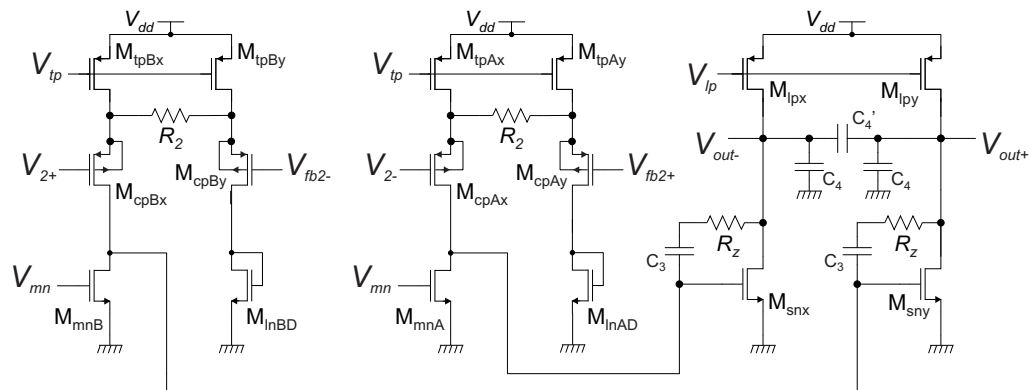 V_dd V_dd V_dd
M_tpBx M_tpBy M_tpAx M_tpAy
V_tp V_tp V_lp M_lpx M_lpy
R_2 R_2 C_4'
V_out- V_out+
V_2+ M_cpBy V_fb2- V_2- M_cpAy V_fb2+ C_4 C_4
M_cpBx M_cpAx
R_z R_z
C_3 C_3
V_mn V_mn
M_snx M_sny
M_mnB M_lnBD M_mnA M_lnAD